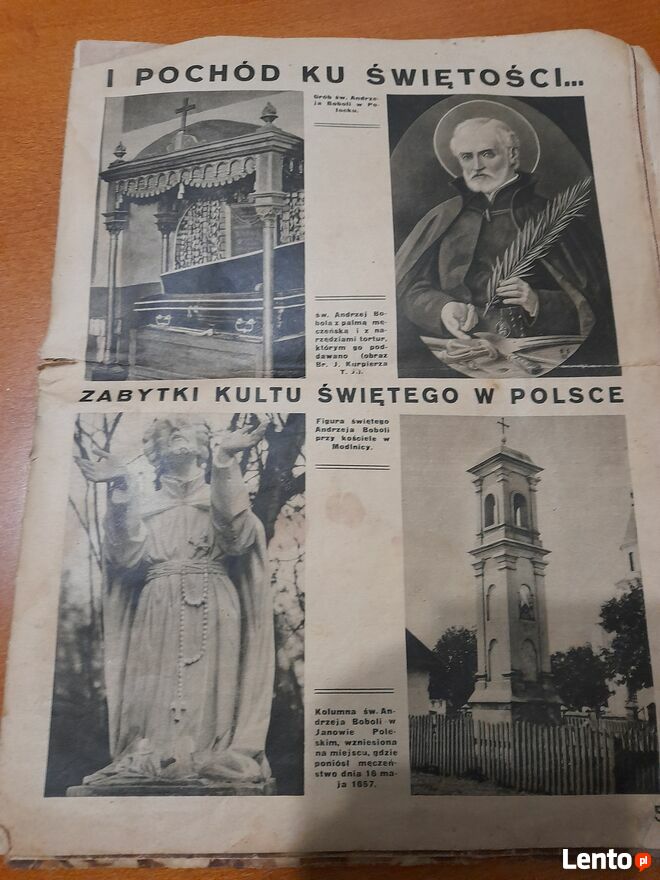 I POCHÓD KU ŚWIĘTOŚCI...
Grób św. Andrze-
ja Boboli w Po-
łocku.
św. Andrzej Bo-
bola z palmą mę-
czeńską i z na-
rzędziami tortur,
którym go pod-
dawano (obraz
Br. J. Kurpierza
T. J.).
ZABYTKI KULTU ŚWIĘTEGO W POLSCE
Figura świętego
Andrzeja Boboli
przy kościele w
Modlnicy.
Kolumna św. An-
drzeja Boboli w
Janowie Pole-
skim, wzniesiona
na miejscu, gdzie
poniósł męczeń-
stwo dnia 16 ma-
ja 1657.
5
Lento.pl